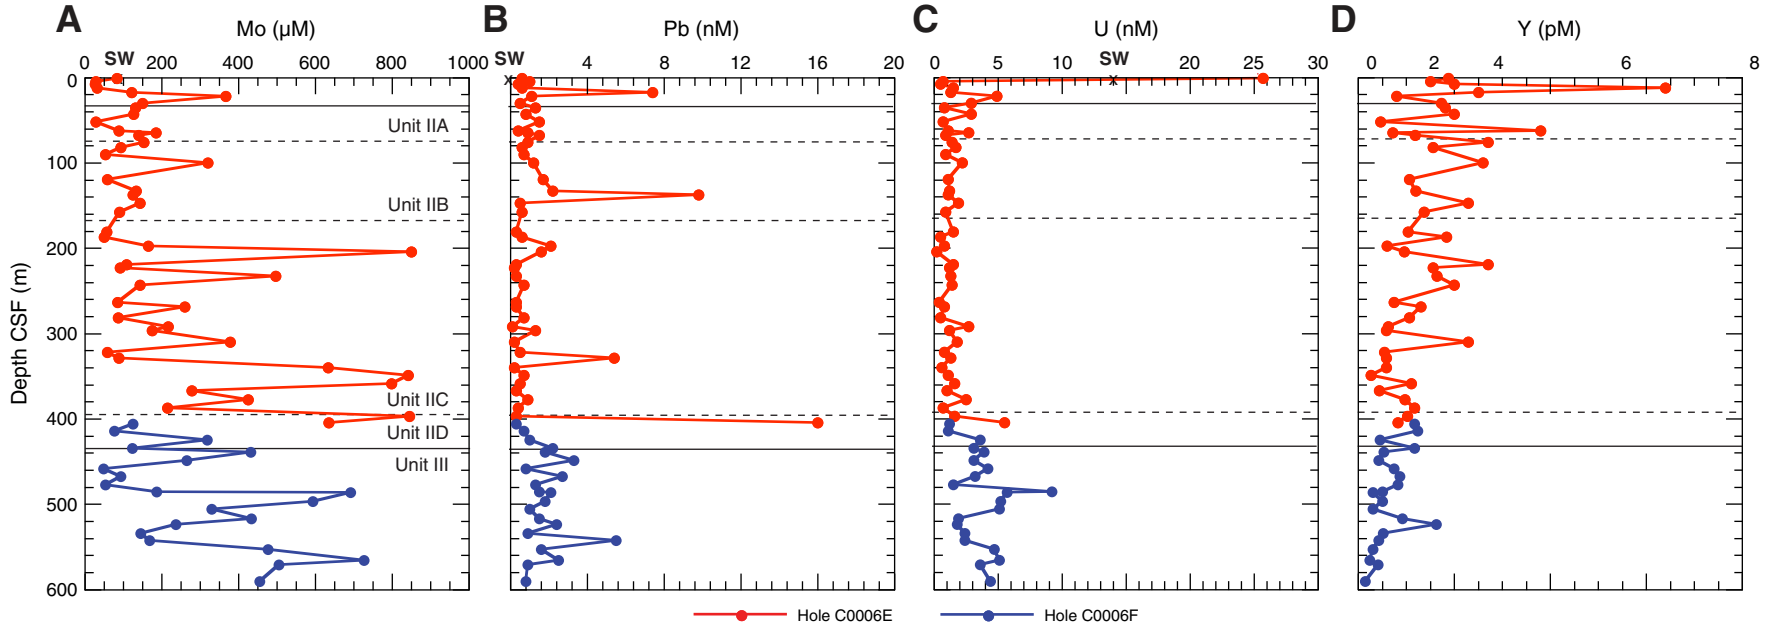 A B C D
Mo (µM) Pb (nM) U (nM) Y (pM)
SW SW SW
0 200 400 600 800 1000 4 8 12 16 20 0 5 10 15 20 25 30 0 2 4 6 8
x x
0
Unit IIA
100
Unit IIB
200
Depth CSF (m)
300
Unit IIC
400
Unit IID
Unit III
500
600
Hole C0006E Hole C0006F